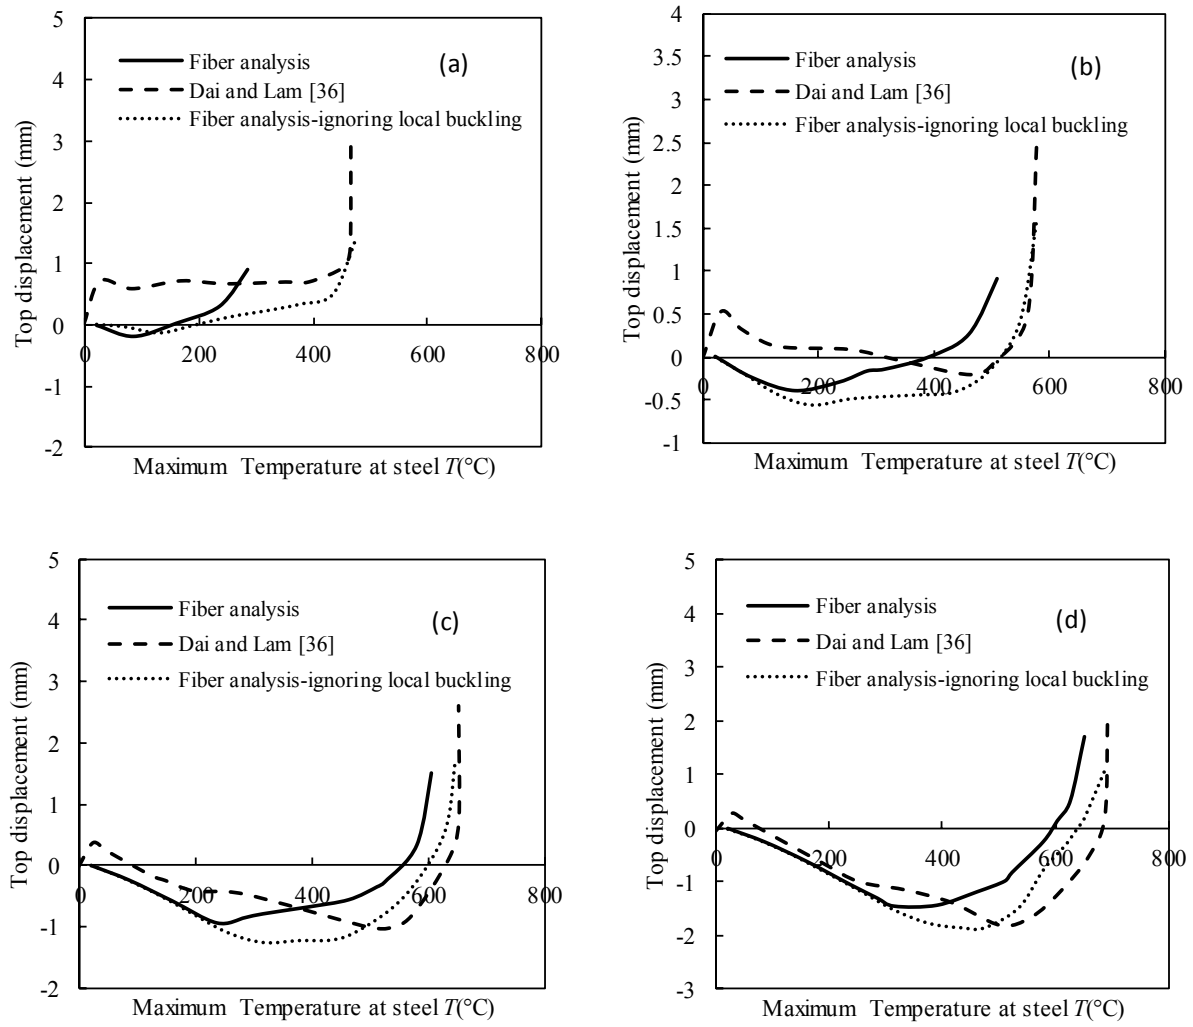 5
4
3
2
1
0
-1
-2
Top displacement (mm)
Fiber analysis
Dai and Lam [36]
Fiber analysis-ignoring local buckling
(a)
0
200
400
600
800
Maximum Temperature at steel T(°C)
4
3.5
3
2.5
2
1.5
1
0.5
0
-0.5
-1
Top displacement (mm)
Fiber analysis
Dai and Lam [36]
Fiber analysis-ignoring local buckling
(b)
0
200
400
600
800
Maximum Temperature at steel T(°C)
5
4
3
2
1
0
-1
-2
Top displacement (mm)
Fiber analysis
Dai and Lam [36]
Fiber analysis-ignoring local buckling
(c)
0
200
400
600
800
Maximum Temperature at steel T(°C)
5
4
3
2
1
0
-1
-2
-3
Top displacement (mm)
Fiber analysis
Dai and Lam [36]
Fiber analysis-ignoring local buckling
(d)
0
200
400
600
800
Maximum Temperature at steel T(°C)